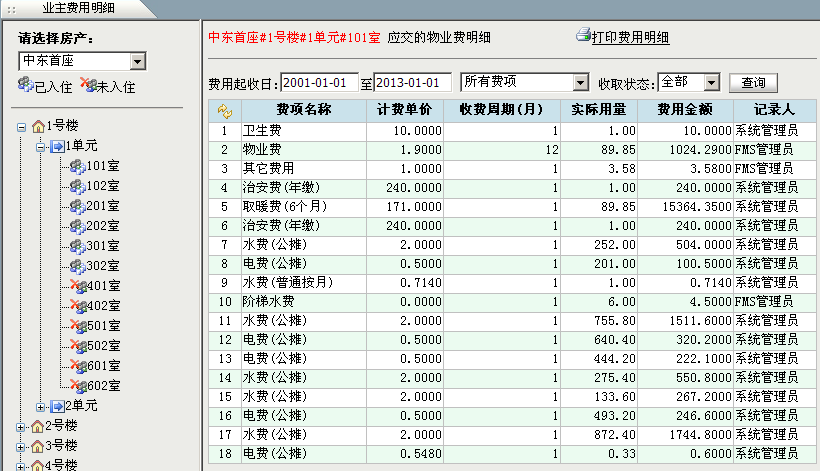 业主费用明细
请选择房产：
中东首座
已入住 未入住
1号楼
1单元
101室
102室
201室
202室
301室
302室
401室
402室
501室
502室
601室
602室
2单元
2号楼
3号楼
4号楼
中东首座#1号楼#1单元#101室 应交的物业费明细 打印费用明细
费用起收日： 2001-01-01 至 2013-01-01 所有费项 收取状态： 全部 查询
费项名称 计费单价 收费周期(月) 实际用量 费用金额 记录人
1 卫生费 10.0000 1 1.00 10.0000 系统管理员
2 物业费 1.9000 12 89.85 1024.2900 FMS管理员
3 其它费用 1.0000 1 3.58 3.5800 FMS管理员
4 治安费(年缴) 240.0000 1 1.00 240.0000 系统管理员
5 取暖费(6个月) 171.0000 1 89.85 15364.3500 系统管理员
6 治安费(年缴) 240.0000 1 1.00 240.0000 系统管理员
7 水费(公摊) 2.0000 1 252.00 504.0000 系统管理员
8 电费(公摊) 0.5000 1 201.00 100.5000 系统管理员
9 水费(普通按月) 0.7140 1 1.00 0.7140 系统管理员
10 阶梯水费 0.0000 1 6.00 4.5000 FMS管理员
11 水费(公摊) 2.0000 1 755.80 1511.6000 系统管理员
12 电费(公摊) 0.5000 1 640.40 320.2000 系统管理员
13 电费(公摊) 0.5000 1 444.20 222.1000 系统管理员
14 水费(公摊) 2.0000 1 275.40 550.8000 系统管理员
15 水费(公摊) 2.0000 1 133.60 267.2000 系统管理员
16 电费(公摊) 0.5000 1 493.20 246.6000 系统管理员
17 水费(公摊) 2.0000 1 872.40 1744.8000 系统管理员
18 电费(公摊) 0.5480 1 0.33 0.6000 系统管理员